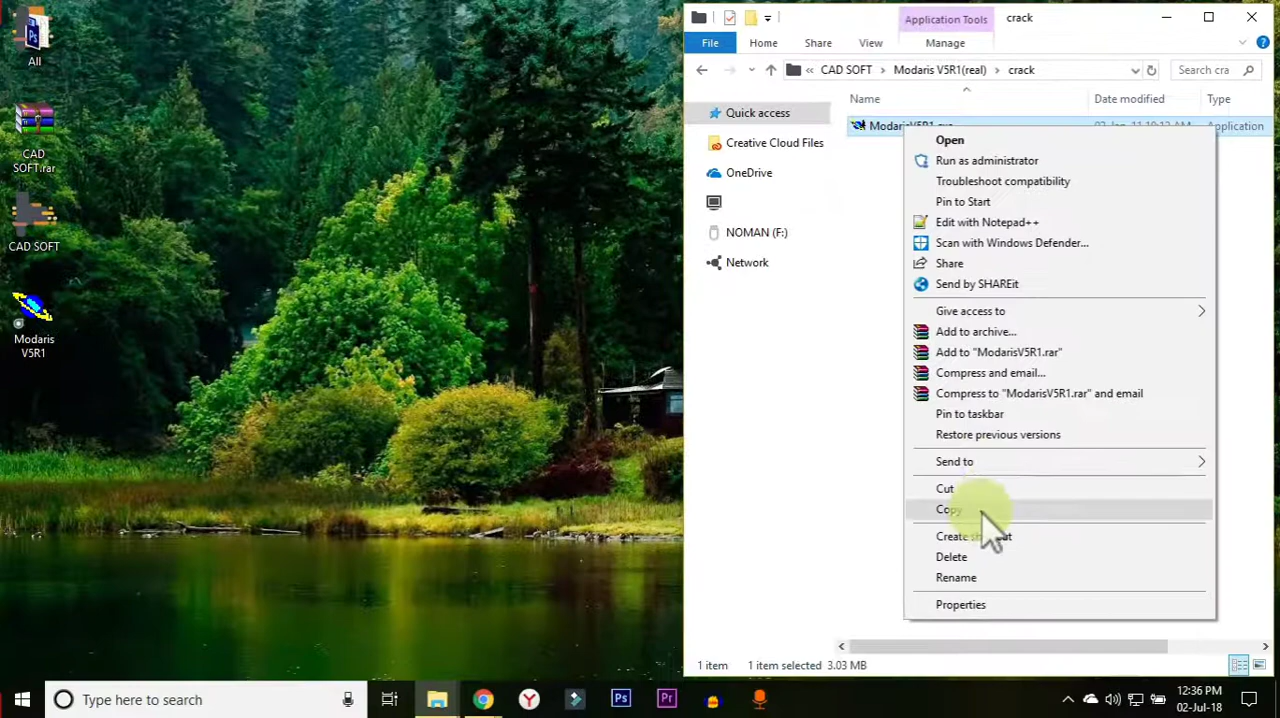 All
CAD
SOFT.rar
CAD SOFT
Modaris
V5R1
Application Tools
crack
File
Home
Share
View
Manage
«
CAD SOFT
Modaris V5R1(real)
crack
Search cra
Name
Date modified
Type
Quick access
Application
Creative Cloud Files
OneDrive
NOMAN (F:)
Network
Open
Run as administrator
Troubleshoot compatibility
Pin to Start
Edit with Notepad++
Scan with Windows Defender...
Share
Send by SHAREit
Give access to
Add to archive...
Add to "ModarisV5R1.rar"
Compress and email...
Compress to "ModarisV5R1.rar" and email
Pin to taskbar
Restore previous versions
Send to
Cut
Copy
Delete
Rename
Properties
1 item
1 item selected 3.03 MB
Type here to search
Ps
Pr
12:36 PM
02-Jul-18